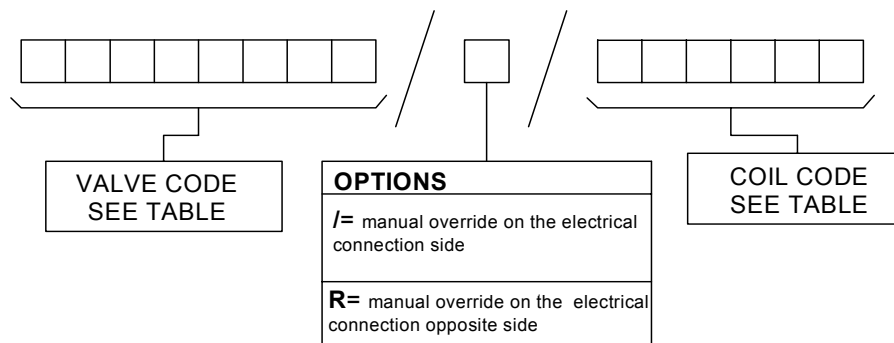 VALVE CODE
SEE TABLE
OPTIONS
/= manual override on the electrical
connection side
R= manual override on the electrical
connection opposite side
COIL CODE
SEE TABLE